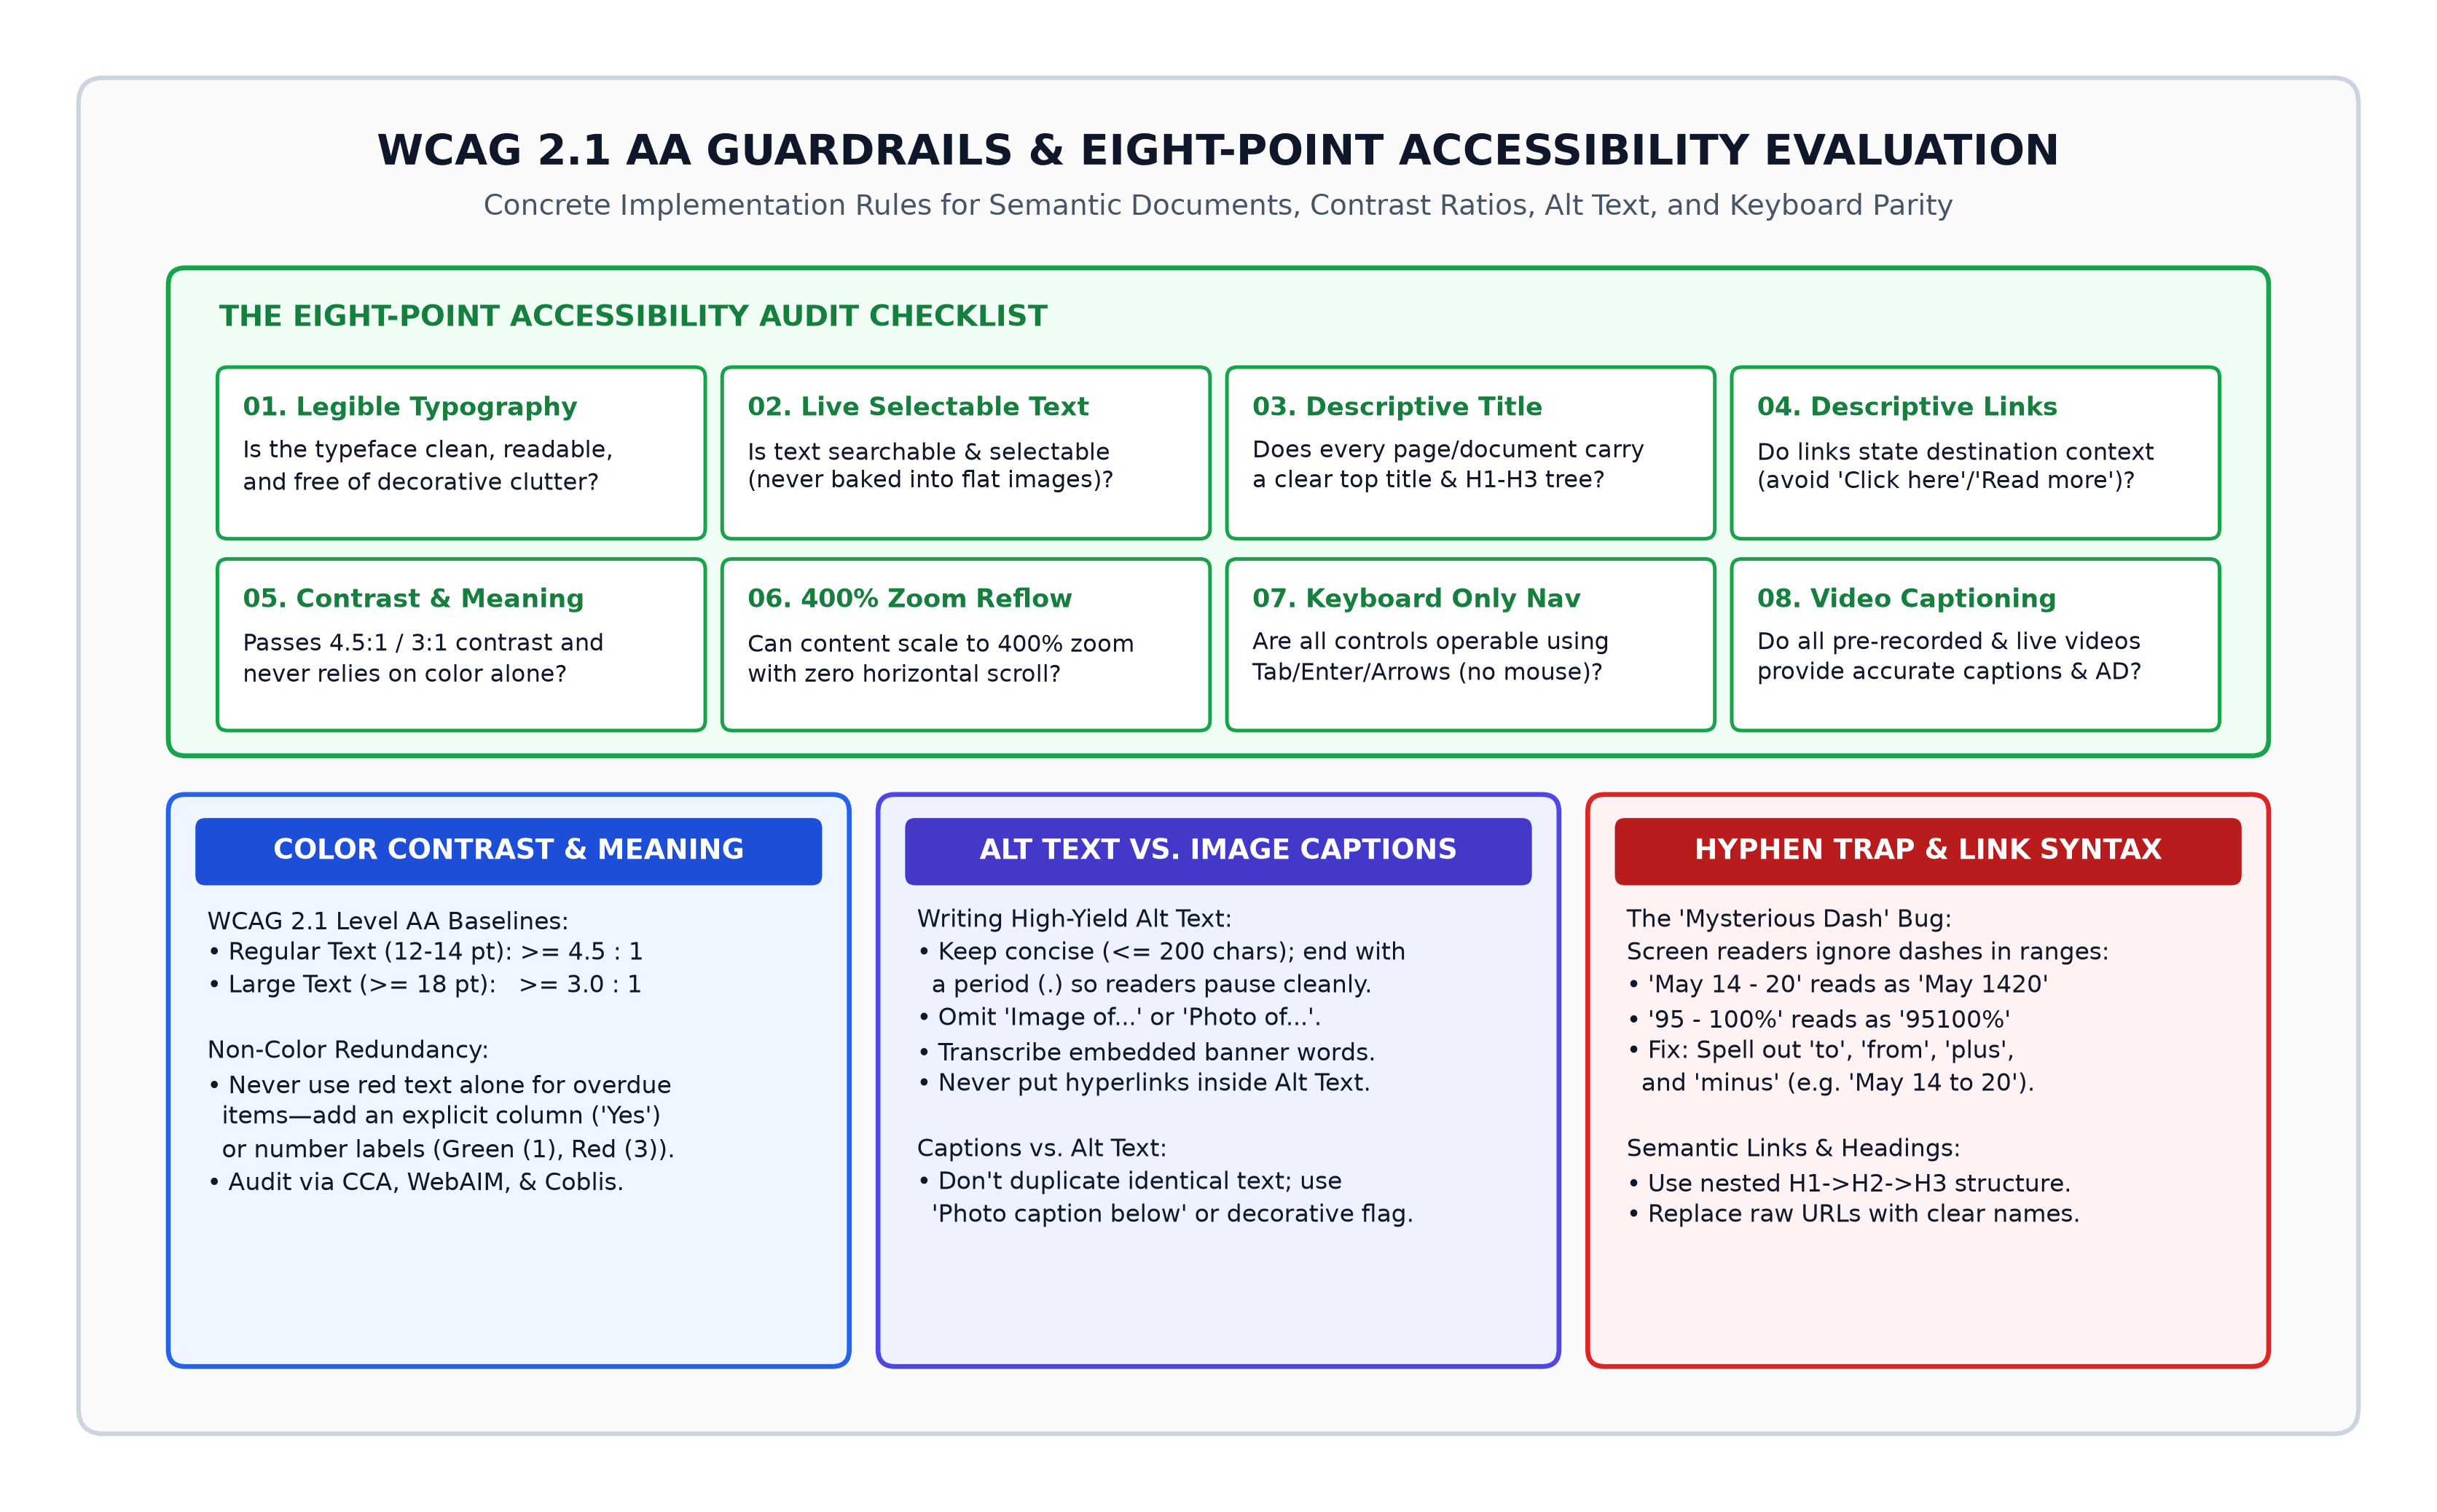 WCAG 2.1 AA GUARDRAILS & EIGHT-POINT ACCESSIBILITY EVALUATION
Concrete Implementation Rules for Semantic Documents, Contrast Ratios, Alt Text, and Keyboard Parity
THE EIGHT-POINT ACCESSIBILITY AUDIT CHECKLIST
01. Legible Typography
Is the typeface clean, readable,
and free of decorative clutter?
02. Live Selectable Text
Is text searchable & selectable
(never baked into flat images)?
03. Descriptive Title
Does every page/document carry
a clear top title & H1-H3 tree?
04. Descriptive Links
Do links state destination context
(avoid 'Click here'/'Read more')?
05. Contrast & Meaning
Passes 4.5:1 / 3:1 contrast and
never relies on color alone?
06. 400% Zoom Reflow
Can content scale to 400% zoom
with zero horizontal scroll?
07. Keyboard Only Nav
Are all controls operable using
Tab/Enter/Arrows (no mouse)?
08. Video Captioning
Do all pre-recorded & live videos
provide accurate captions & AD?
COLOR CONTRAST & MEANING
WCAG 2.1 Level AA Baselines:
• Regular Text (12-14 pt): >= 4.5 : 1
• Large Text (>= 18 pt):   >= 3.0 : 1
Non-Color Redundancy:
• Never use red text alone for overdue
items—add an explicit column ('Yes')
or number labels (Green (1), Red (3)).
• Audit via CCA, WebAIM, & Coblis.
ALT TEXT VS. IMAGE CAPTIONS
Writing High-Yield Alt Text:
• Keep concise (<= 200 chars); end with
a period (.) so readers pause cleanly.
• Omit 'Image of...' or 'Photo of...'.
• Transcribe embedded banner words.
• Never put hyperlinks inside Alt Text.
Captions vs. Alt Text:
• Don't duplicate identical text; use
'Photo caption below' or decorative flag.
HYPHEN TRAP & LINK SYNTAX
The 'Mysterious Dash' Bug:
Screen readers ignore dashes in ranges:
• 'May 14 - 20' reads as 'May 1420'
• '95 - 100%' reads as '95100%'
• Fix: Spell out 'to', 'from', 'plus',
and 'minus' (e.g. 'May 14 to 20').
Semantic Links & Headings:
• Use nested H1->H2->H3 structure.
• Replace raw URLs with clear names.